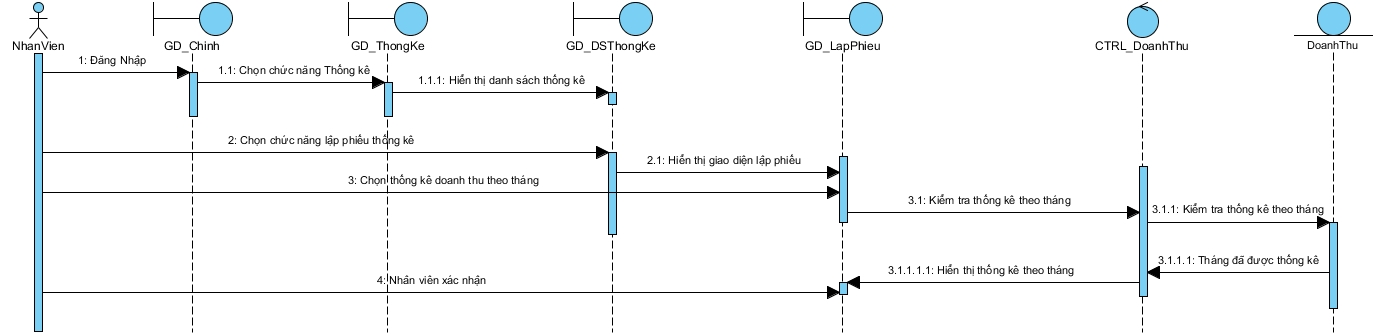 NhanVien
GD_Chinh
GD_ThongKe
GD_DSThongKe
GD_LapPhieu
CTRL_DoanhThu
DoanhThu
1: Đăng Nhập
1.1: Chọn chức năng Thống kê
1.1.1: Hiển thị danh sách thống kê
2: Chọn chức năng lập phiếu thống kê
2.1: Hiển thị giao diện lập phiếu
3: Chọn thống kê doanh thu theo tháng
3.1: Kiểm tra thống kê theo tháng
3.1.1: Kiểm tra thống kê theo tháng
3.1.1.1: Tháng đã được thống kê
3.1.1.1.1: Hiển thị thống kê theo tháng
4: Nhân viên xác nhận